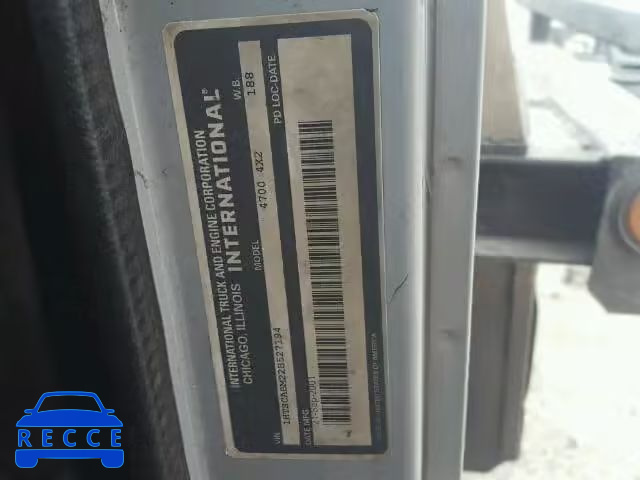 INTERNATIONAL TRUCK AND ENGINE CORPORATION
CHICAGO, ILLINOIS INTERNATIONAL®
MODEL W.B.
4700 4X2 188
PD LOC-DATE
VIN
DATE MFG
RECCE